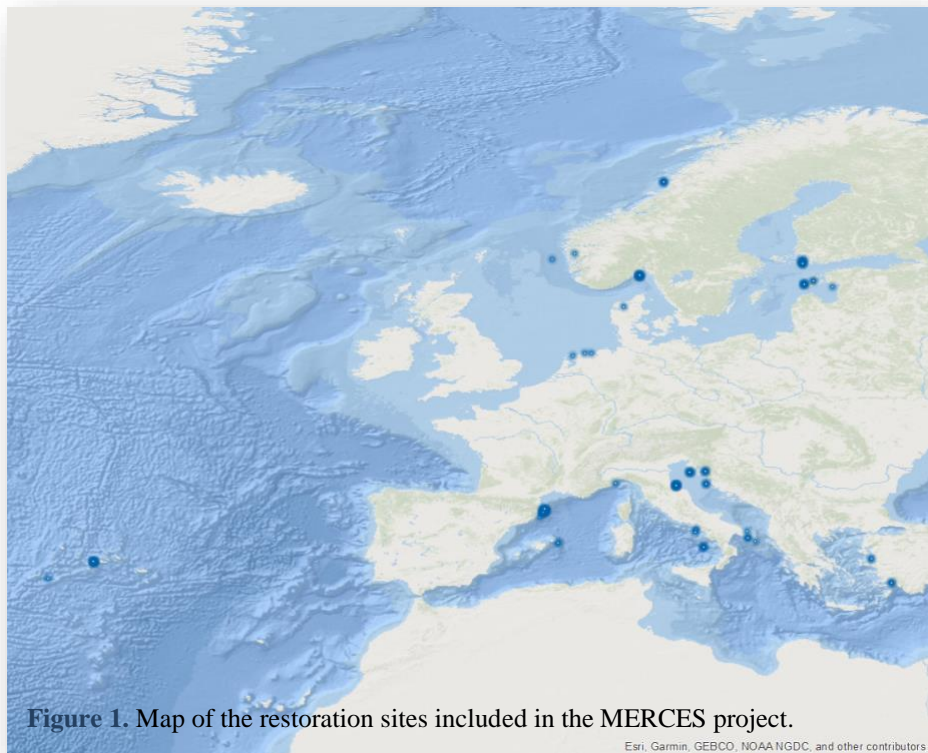 Figure 1. Map of the restoration sites included in the MERCES project.
Esri, Garmin, GEBCO, NOAA NGDC, and other contributors